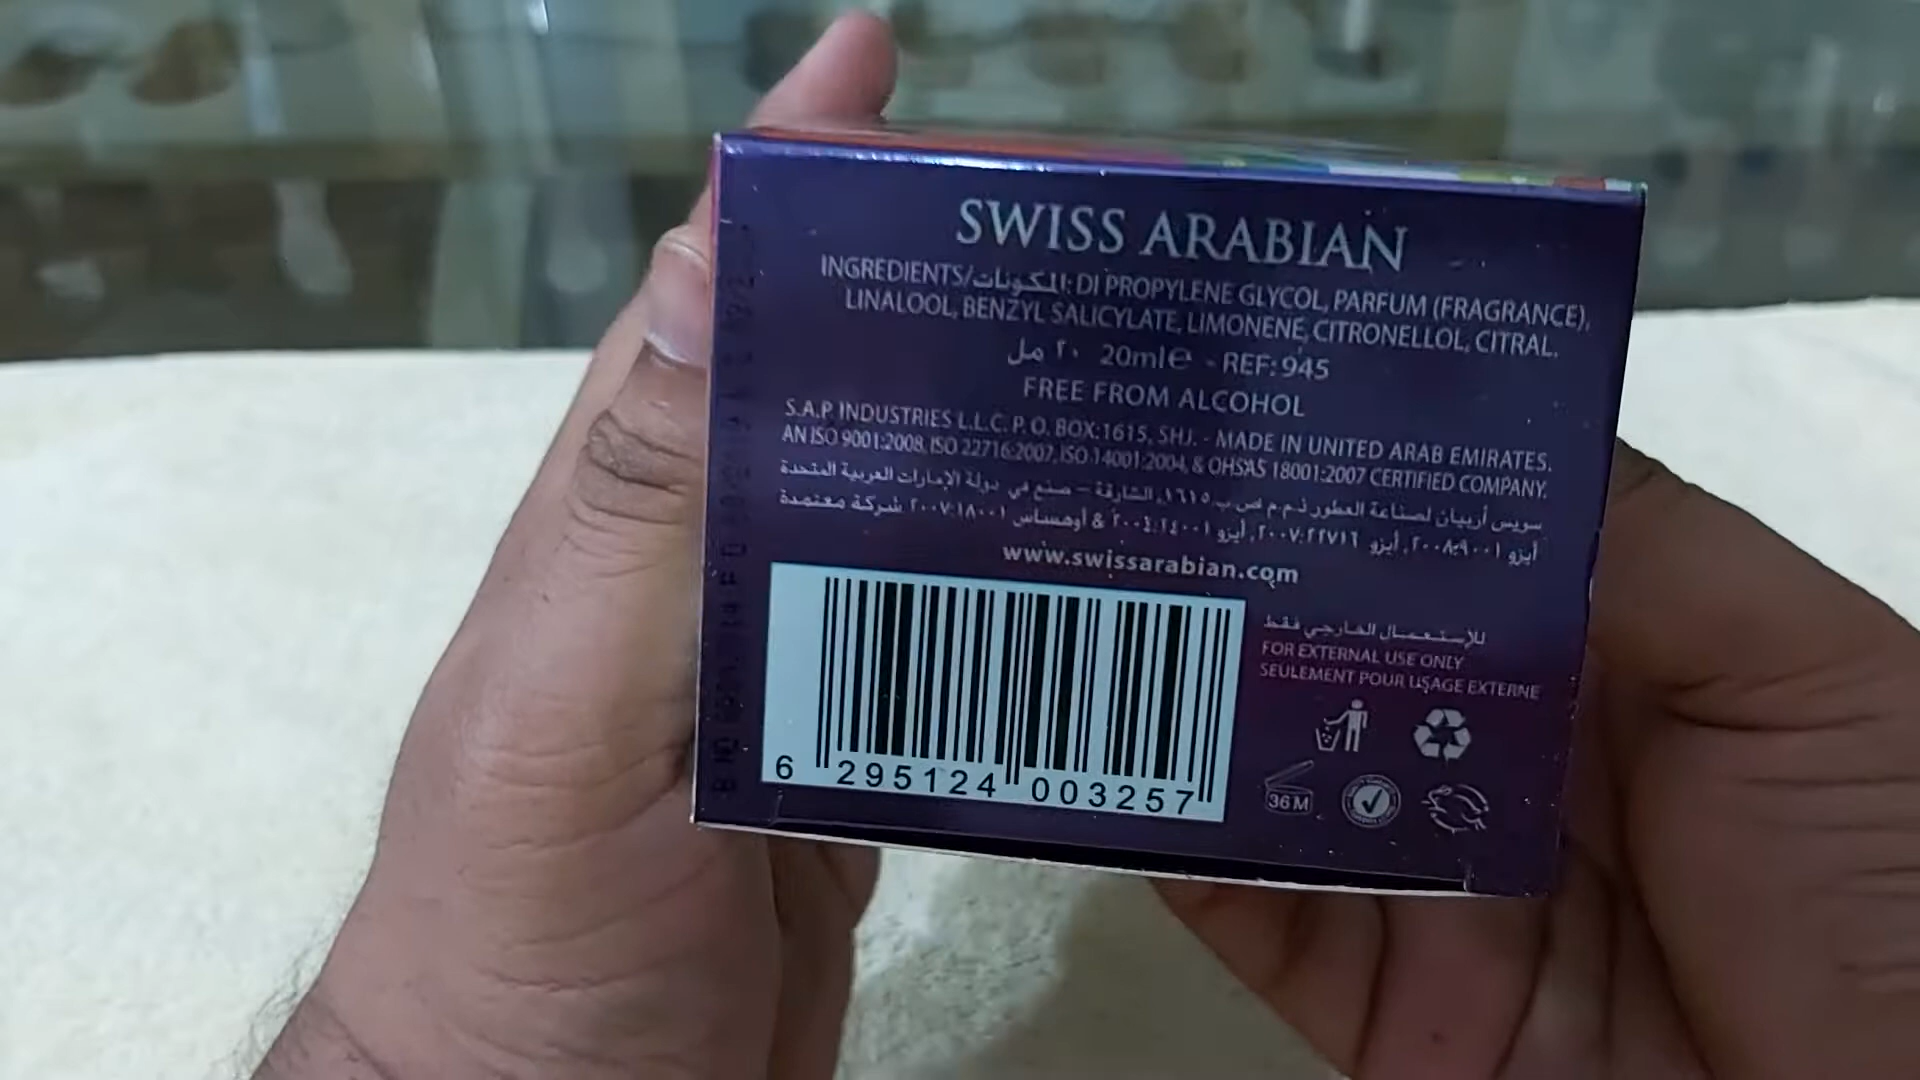 SWISS ARABIAN
INGREDIENTS/المكونات: DI PROPYLENE GLYCOL, PARFUM (FRAGRANCE),
LINALOOL, BENZYL SALICYLATE, LIMONENE, CITRONELLOL, CITRAL.
٢٠ مل 20ml℮ - REF: 945
FREE FROM ALCOHOL
S.A.P. INDUSTRIES L.L.C. P. O. BOX:1615, SHJ. - MADE IN UNITED ARAB EMIRATES.
AN ISO 9001:2008, ISO 22716:2007, ISO 14001:2004, & OHSAS 18001:2007 CERTIFIED COMPANY.
سويس أربيان لصناعة العطور ذ.م.م ص.ب ١٦١٥، الشارقة - صنع في دولة الإمارات العربية المتحدة
أيزو ٢٠٠٨:٩٠٠١، أيزو ٢٠٠٧:٢٢٧١٦، أيزو ٢٠٠٤:١٤٠٠١ & أوهساس ٢٠٠٧:١٨٠٠١ شركة معتمدة
www.swissarabian.com
للإستعمال الخارجي فقط
FOR EXTERNAL USE ONLY
SEULEMENT POUR USAGE EXTERNE
36M
6 295124 003257